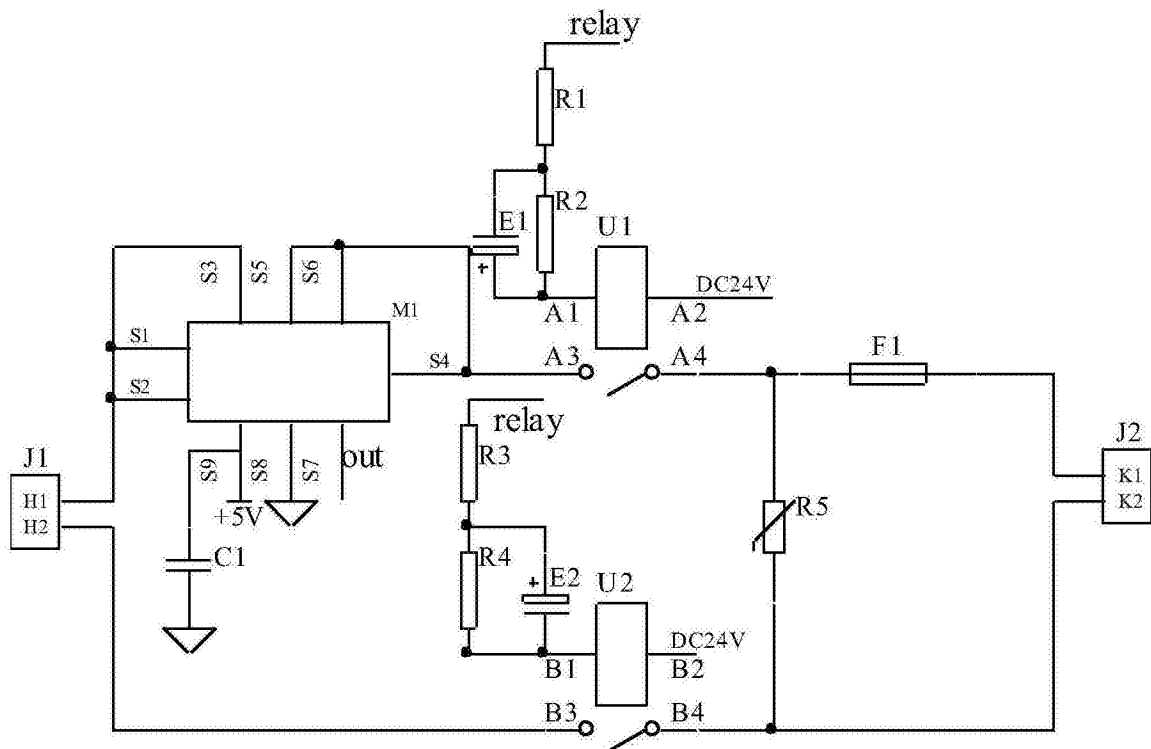 relay
R1
R2
E1
+
U1
S3
S5
S6
DC24V
A1
A2
M1
S1
S4
A3
A4
F1
S2
relay
J1
J2
S9
S8
S7
out
R3
H1
K1
H2
+5V
K2
R5
C1
R4
+
E2
U2
DC24V
B1
B2
B3
B4